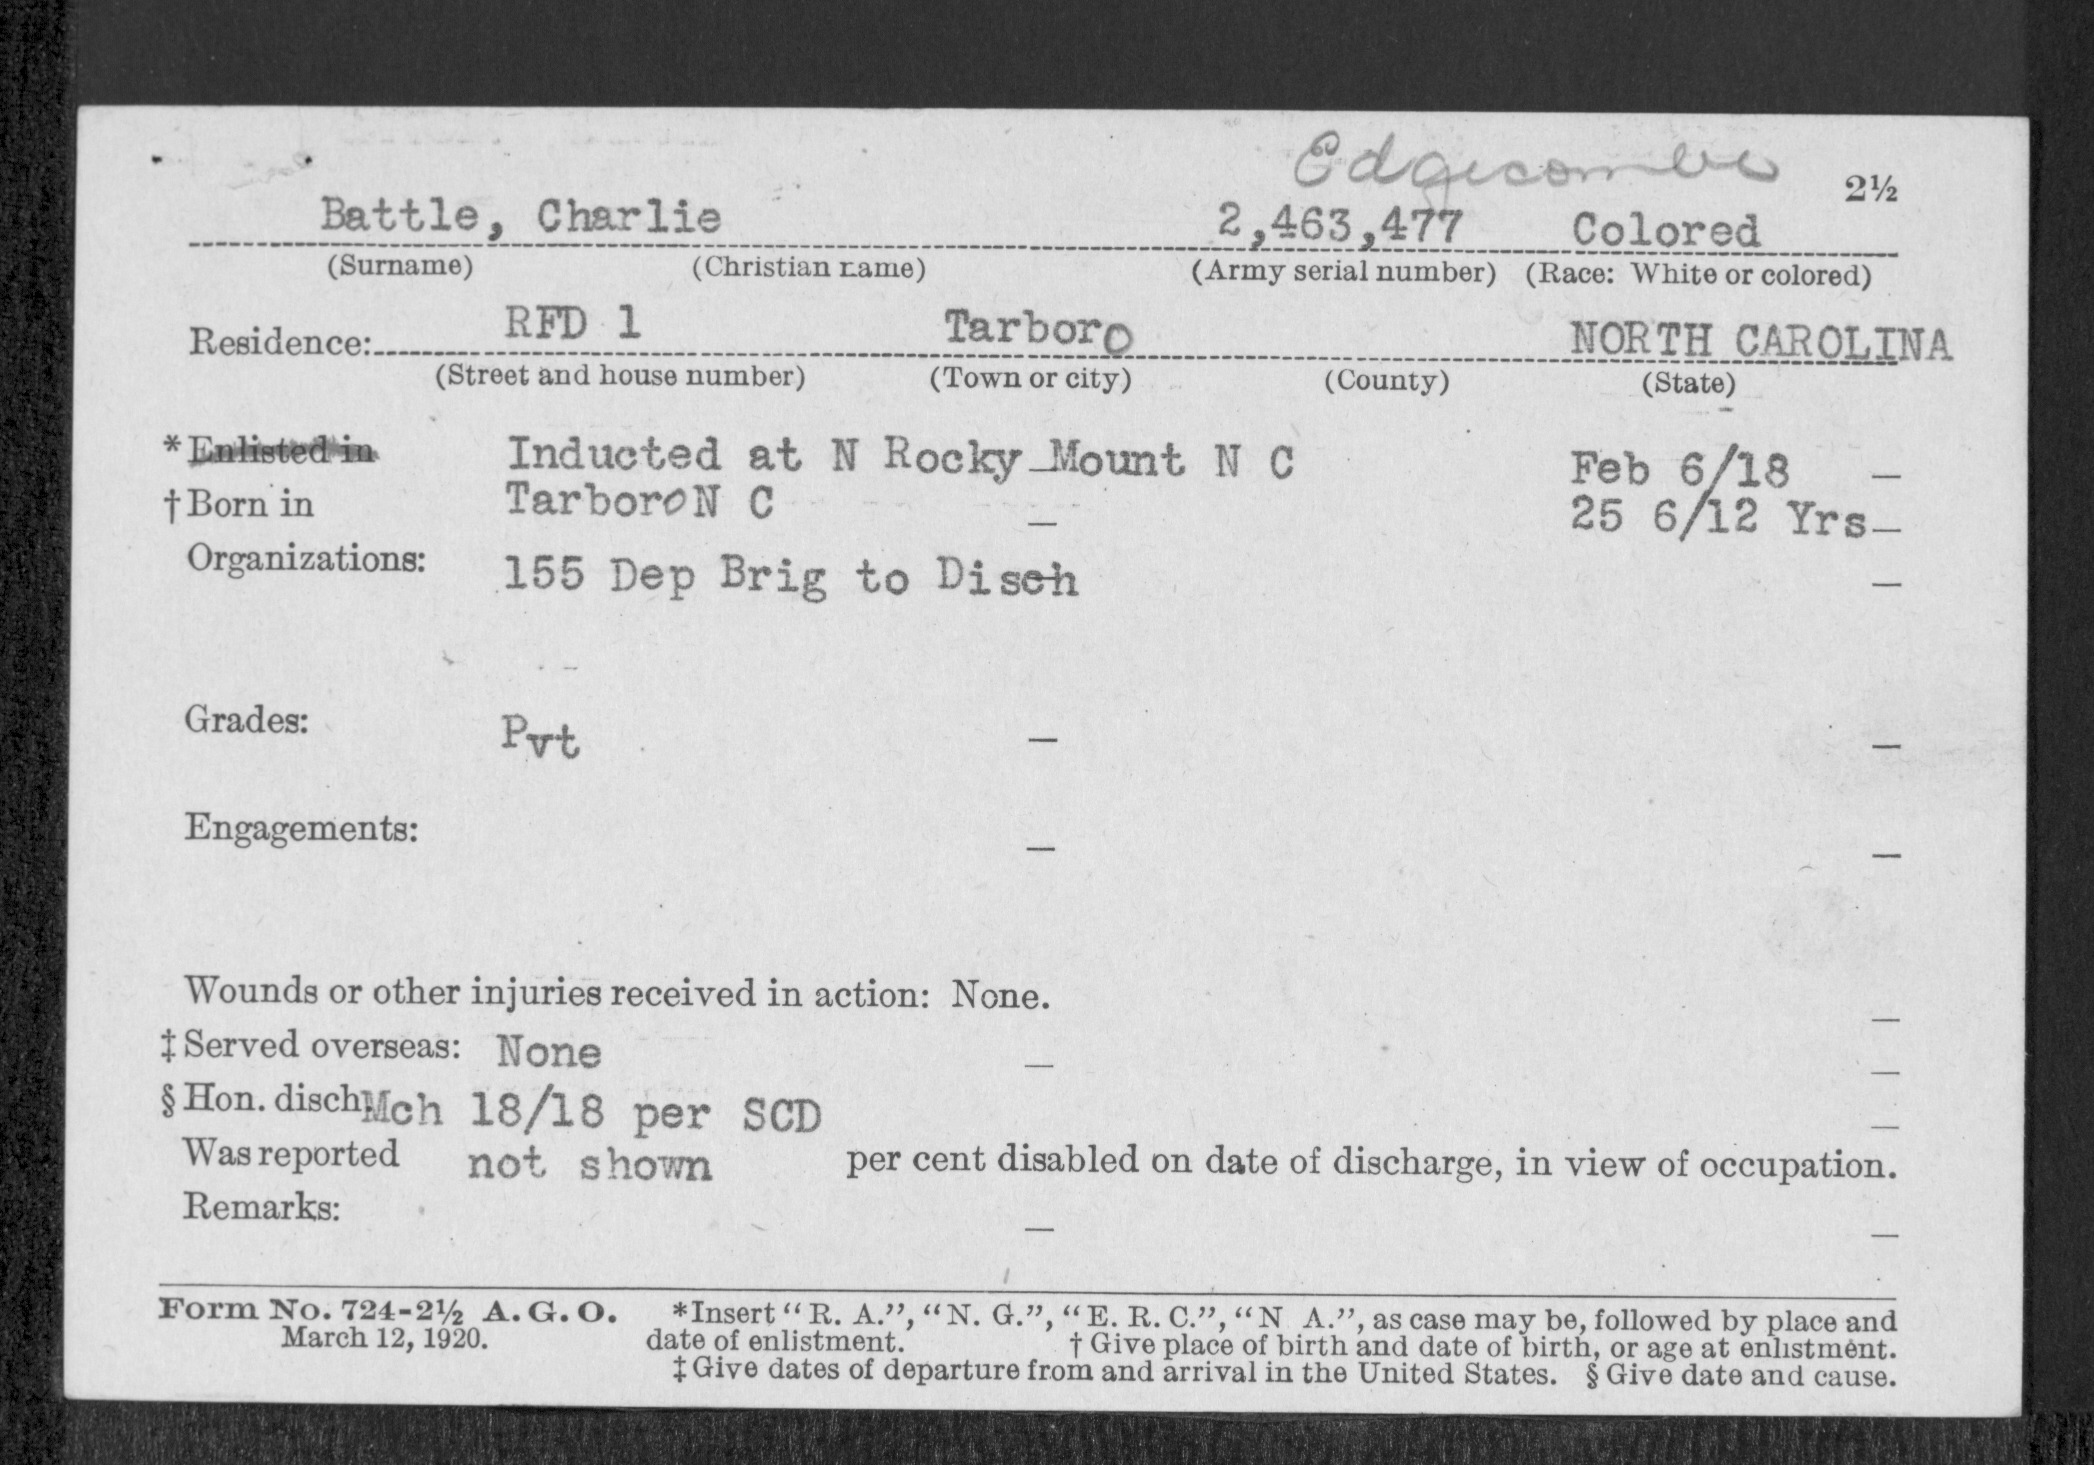 Edgecombe
2½
Battle, Charlie 2,463,477 Colored
(Surname) (Christian name) (Army serial number) (Race: White or colored)
Residence: RFD 1 Tarboro NORTH CAROLINA
(Street and house number) (Town or city) (County) (State)
*Enlisted in Inducted at N Rocky Mount N C Feb 6/18 —
†Born in Tarboro N C — 25 6/12 Yrs —
Organizations: 155 Dep Brig to Disch —
Grades: Pvt — —
Engagements: — —
Wounds or other injuries received in action: None. —
‡Served overseas: None — —
§Hon. disch Mch 18/18 per SCD —
Was reported not shown per cent disabled on date of discharge, in view of occupation.
Remarks: — —
Form No. 724-2½ A.G.O. *Insert "R. A.", "N. G.", "E. R. C.", "N A.", as case may be, followed by place and
March 12, 1920. date of enlistment. †Give place of birth and date of birth, or age at enlistment.
‡Give dates of departure from and arrival in the United States. §Give date and cause.